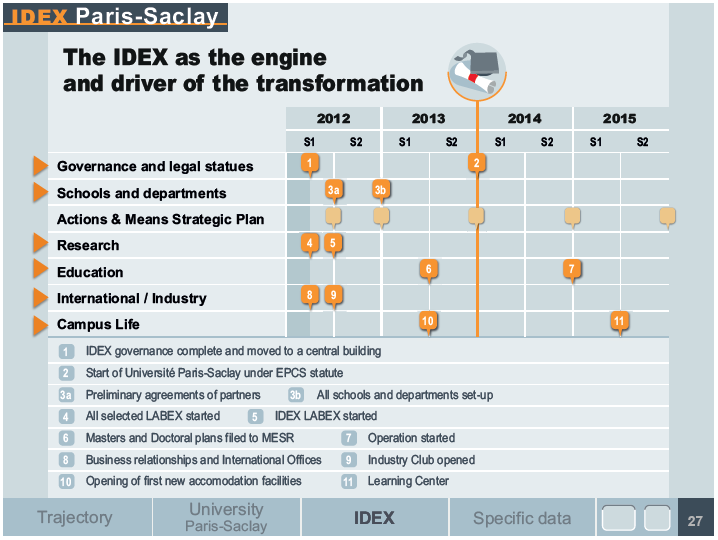 IDEX Paris-Saclay
The IDEX as the engine
and driver of the transformation
2012 2013 2014 2015
S1 S2 S1 S2 S1 S2 S1 S2
Governance and legal statues 1 2
Schools and departments 3a 3b
Actions & Means Strategic Plan
Research 4 5
Education 6 7
International / Industry 8 9
Campus Life 10 11
1 IDEX governance complete and moved to a central building
2 Start of Université Paris-Saclay under EPCS statute
3a Preliminary agreements of partners 3b All schools and departments set-up
4 All selected LABEX started 5 IDEX LABEX started
6 Masters and Doctoral plans filed to MESR 7 Operation started
8 Business relationships and International Offices 9 Industry Club opened
10 Opening of first new accomodation facilities 11 Learning Center
Trajectory University Paris-Saclay IDEX Specific data 27